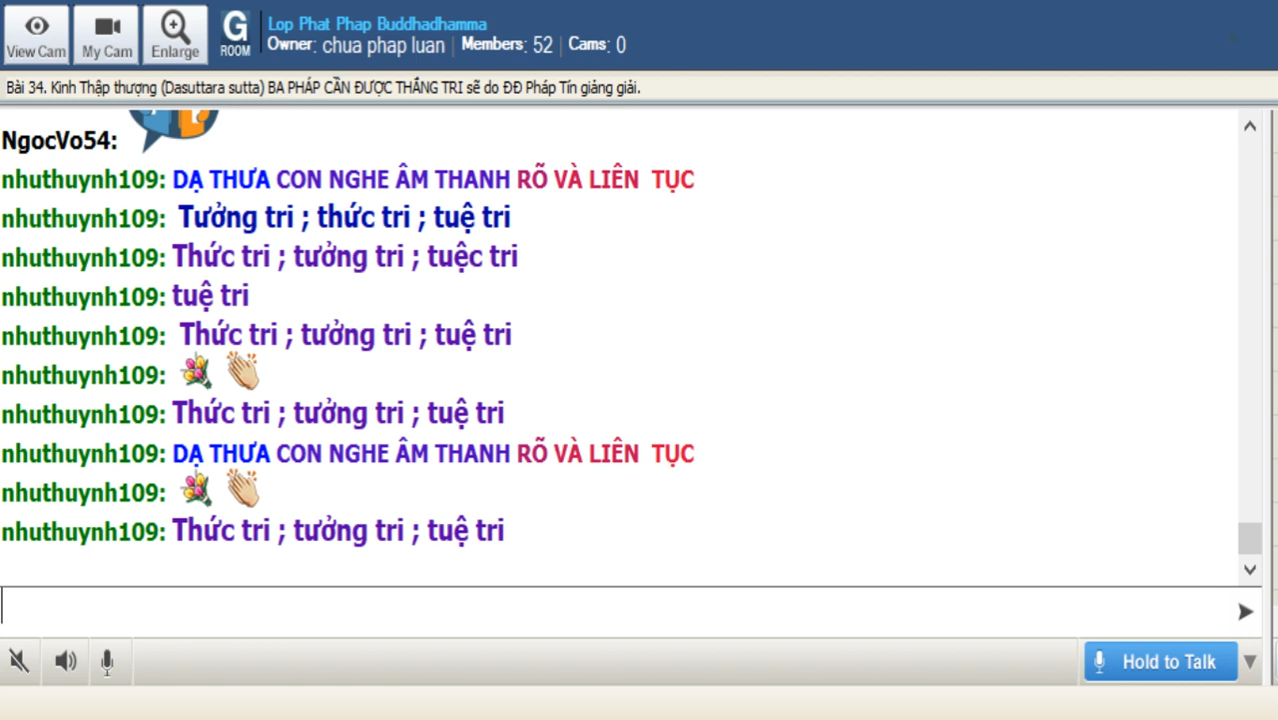 Lop Phat Phap Buddhadhamma
View Cam My Cam Enlarge G ROOM Owner: chua phap luan | Members: 52 | Cams: 0
Bài 34. Kinh Thập thượng (Dasuttara sutta) BA PHÁP CẦN ĐƯỢC THẮNG TRI sẽ do ĐĐ Pháp Tín giảng giải.
NgocVo54:
nhuthuynh109: DẠ THƯA CON NGHE ÂM THANH RÕ VÀ LIÊN TỤC
nhuthuynh109: Tưởng tri ; thức tri ; tuệ tri
nhuthuynh109: Thức tri ; tưởng tri ; tuệc tri
nhuthuynh109: tuệ tri
nhuthuynh109: Thức tri ; tưởng tri ; tuệ tri
nhuthuynh109:
nhuthuynh109: Thức tri ; tưởng tri ; tuệ tri
nhuthuynh109: DẠ THƯA CON NGHE ÂM THANH RÕ VÀ LIÊN TỤC
nhuthuynh109:
nhuthuynh109: Thức tri ; tưởng tri ; tuệ tri
Hold to Talk